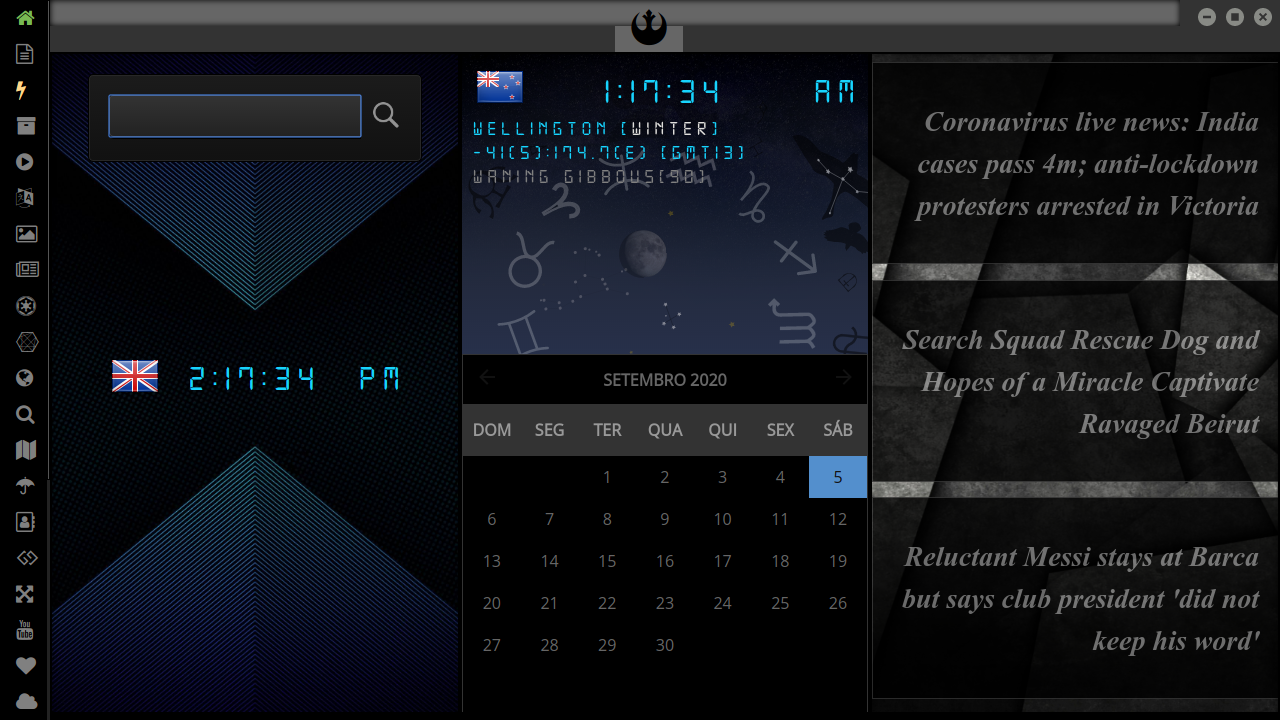 2:17:34 PM
1:17:34 AM
WELLINGTON [WINTER]
-41(S):174.7(E) [GMT13]
WANING GIBBOUS(90)
SETEMBRO 2020
DOM SEG TER QUA QUI SEX SÁB
1 2 3 4 5
6 7 8 9 10 11 12
13 14 15 16 17 18 19
20 21 22 23 24 25 26
27 28 29 30
Coronavirus live news: India
cases pass 4m; anti-lockdown
protesters arrested in Victoria
Search Squad Rescue Dog and
Hopes of a Miracle Captivate
Ravaged Beirut
Reluctant Messi stays at Barca
but says club president 'did not
keep his word'
You
Tube